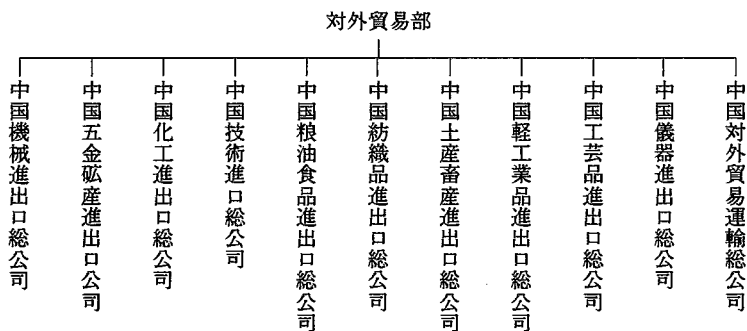 対外貿易部
中国機械進出口総公司
中国五金砿産進出口公司
中国化工進出口総公司
中国技術進口総公司
中国粮油食品進出口総公司
中国紡織品進出口総公司
中国土産畜産進出口総公司
中国軽工業品進出口総公司
中国工芸品進出口総公司
中国儀器進出口総公司
中国対外貿易運輸総公司